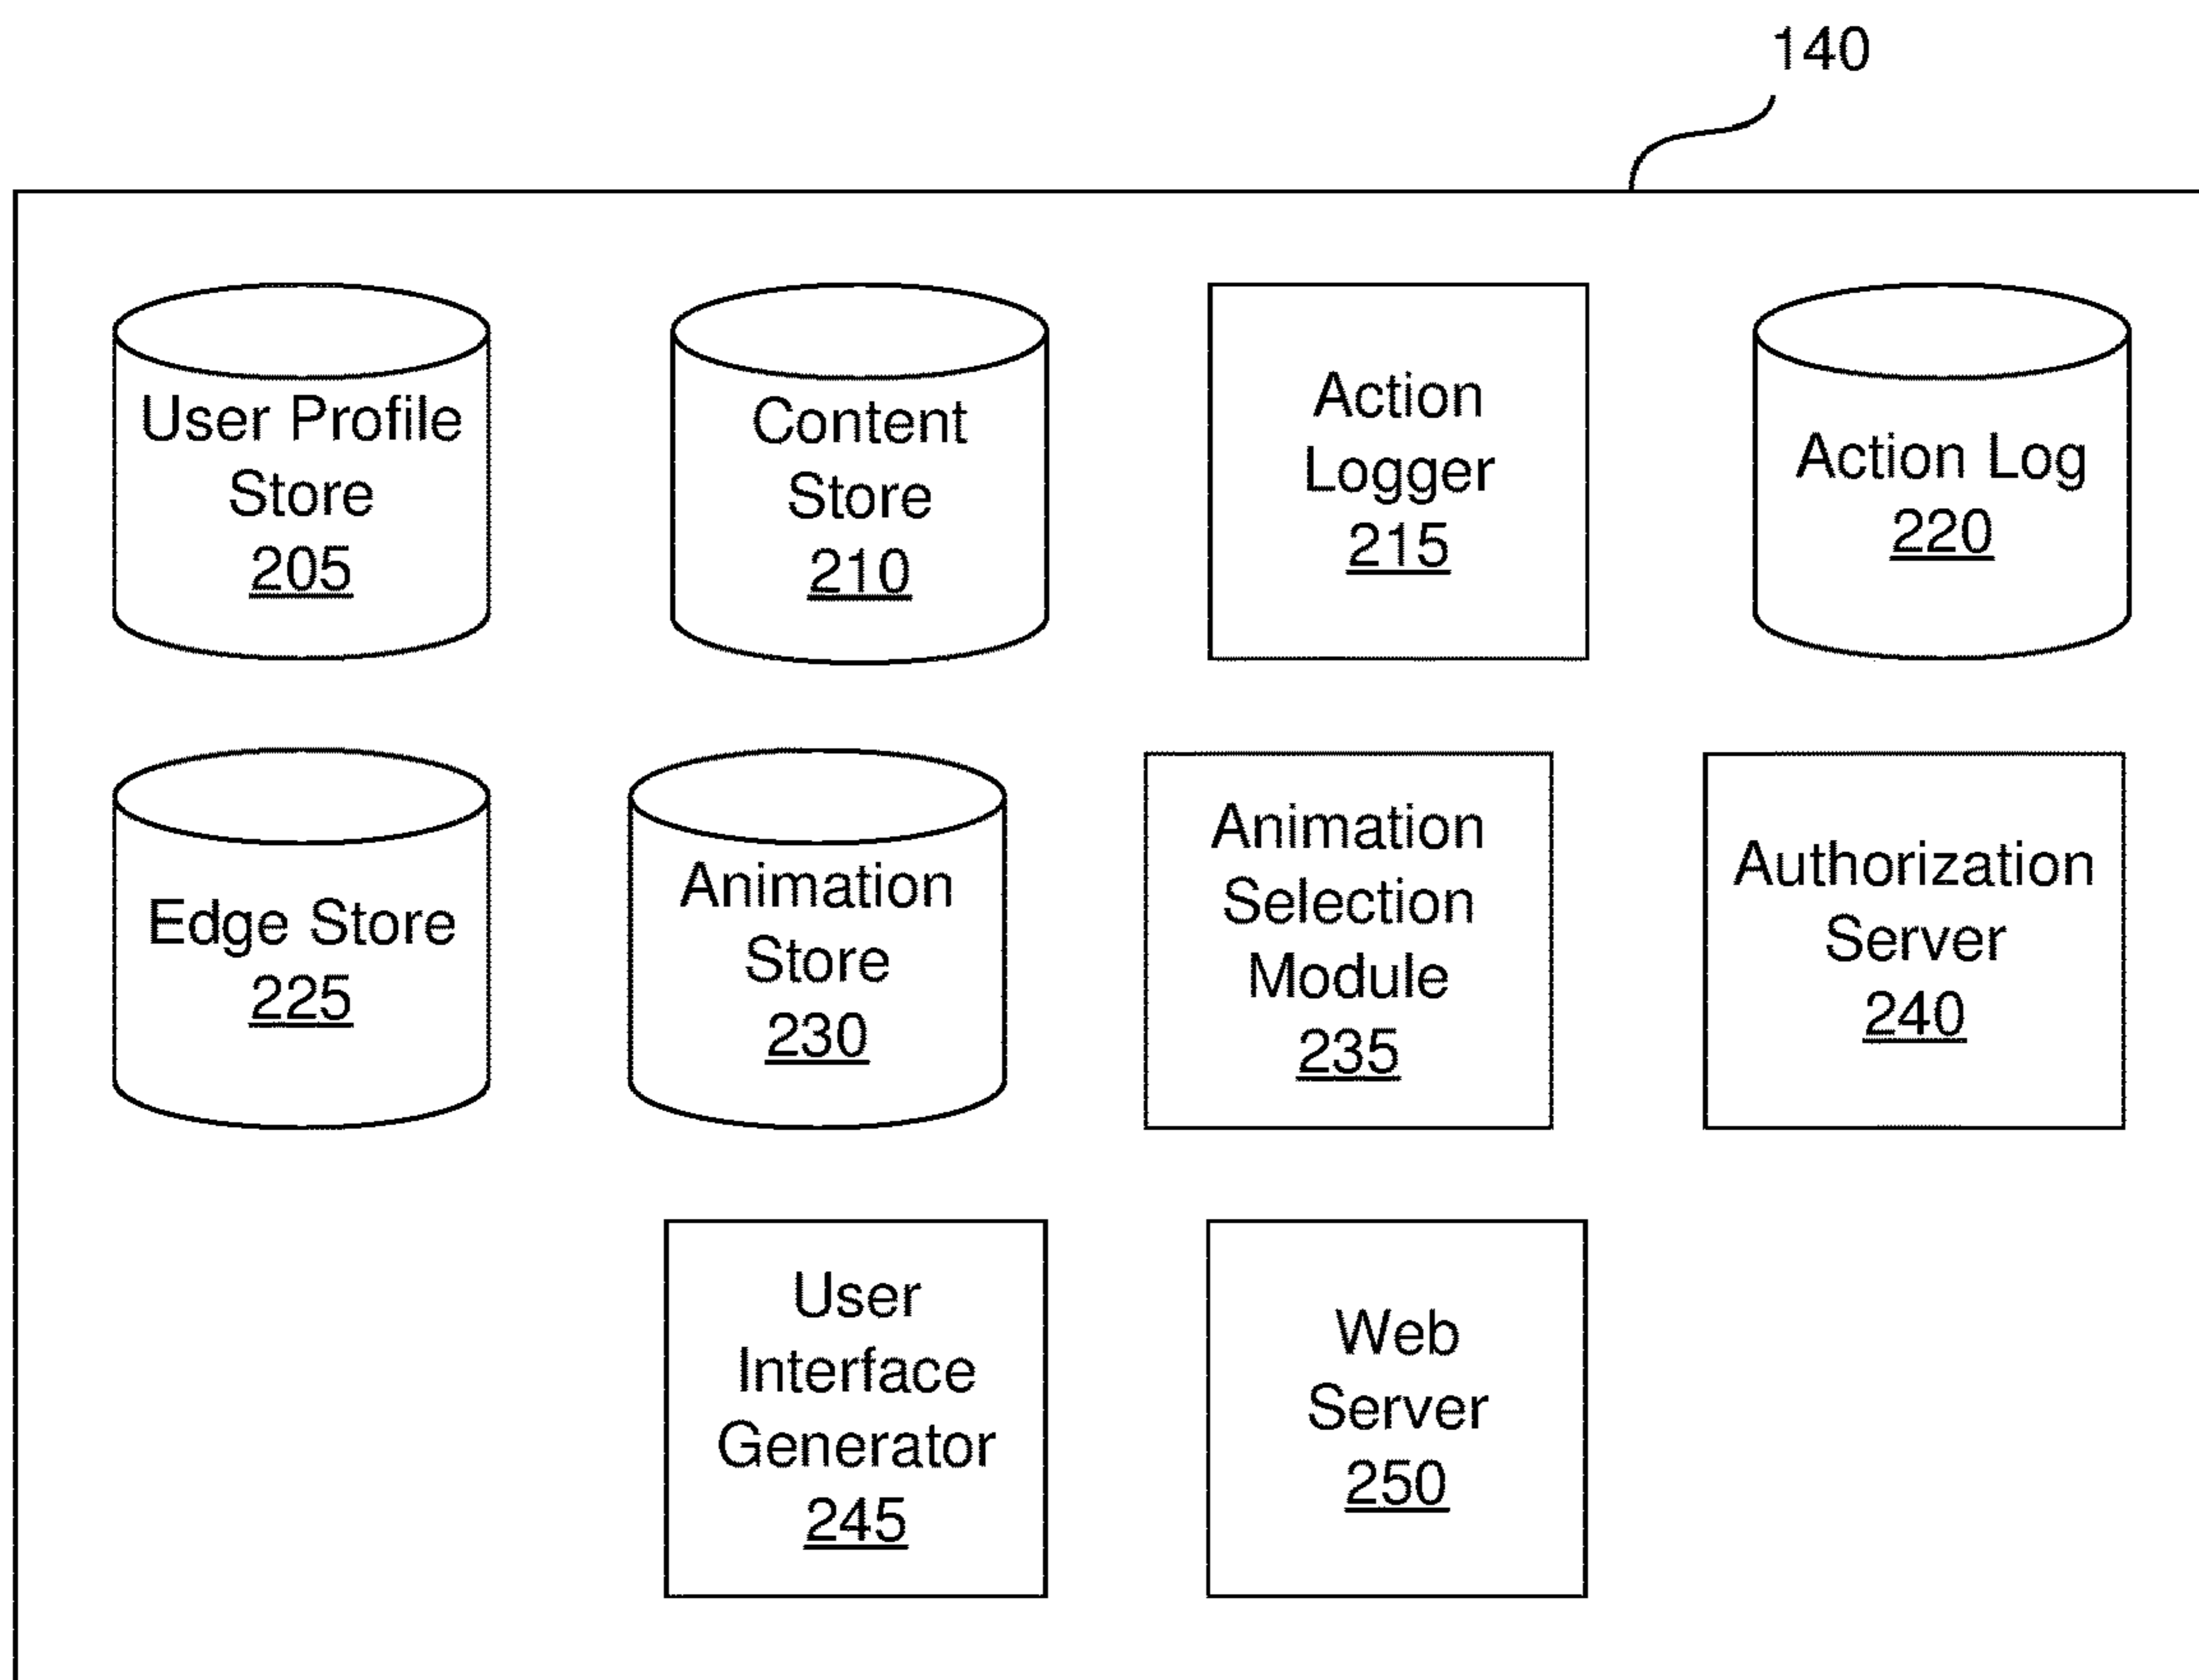 140
User Profile
Store
205
Content
Store
210
Action
Logger
215
Action Log
220
Edge Store
225
Animation
Store
230
Animation
Selection
Module
235
Authorization
Server
240
User
Interface
Generator
245
Web
Server
250